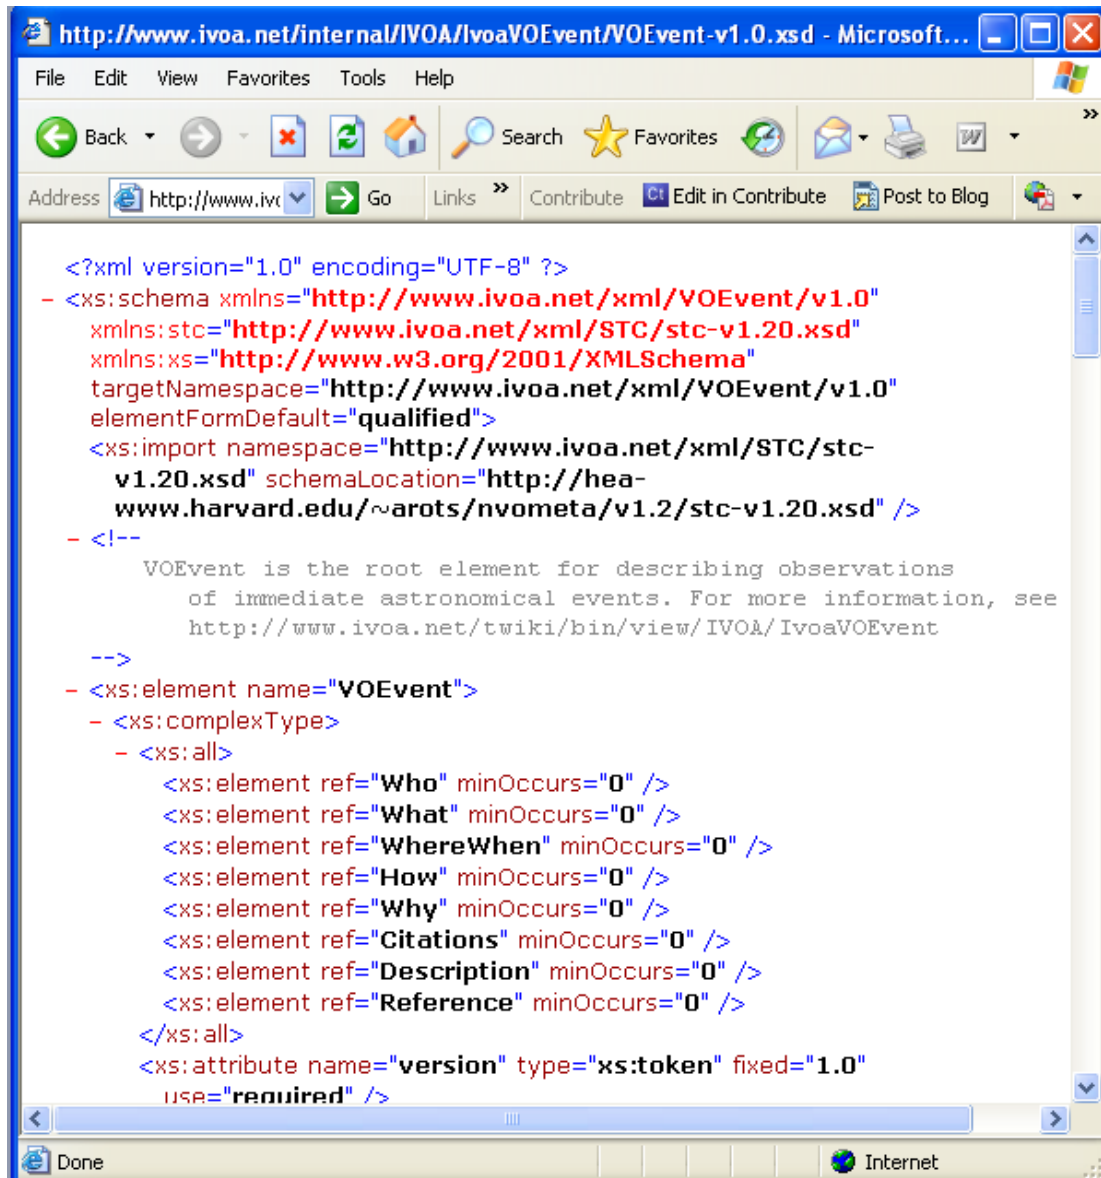 http://www.ivoa.net/internal/IVOA/IvoaVOEvent/VOEvent-v1.0.xsd - Microsoft...
File Edit View Favorites Tools Help
Back Search Favorites W »
Address http://www.ivc Go Links » Contribute Ct Edit in Contribute Post to Blog
<?xml version="1.0" encoding="UTF-8" ?>
- <xs:schema xmlns="http://www.ivoa.net/xml/VOEvent/v1.0"
xmlns:stc="http://www.ivoa.net/xml/STC/stc-v1.20.xsd"
xmlns:xs="http://www.w3.org/2001/XMLSchema"
targetNamespace="http://www.ivoa.net/xml/VOEvent/v1.0"
elementFormDefault="qualified">
<xs:import namespace="http://www.ivoa.net/xml/STC/stc-
v1.20.xsd" schemaLocation="http://hea-
www.harvard.edu/~arots/nvometa/v1.2/stc-v1.20.xsd" />
- <!--
VOEvent is the root element for describing observations
of immediate astronomical events. For more information, see
http://www.ivoa.net/twiki/bin/view/IVOA/IvoaVOEvent
-->
- <xs:element name="VOEvent">
- <xs:complexType>
- <xs:all>
<xs:element ref="Who" minOccurs="0" />
<xs:element ref="What" minOccurs="0" />
<xs:element ref="WhereWhen" minOccurs="0" />
<xs:element ref="How" minOccurs="0" />
<xs:element ref="Why" minOccurs="0" />
<xs:element ref="Citations" minOccurs="0" />
<xs:element ref="Description" minOccurs="0" />
<xs:element ref="Reference" minOccurs="0" />
</xs:all>
<xs:attribute name="version" type="xs:token" fixed="1.0"
use="required" />
Done Internet